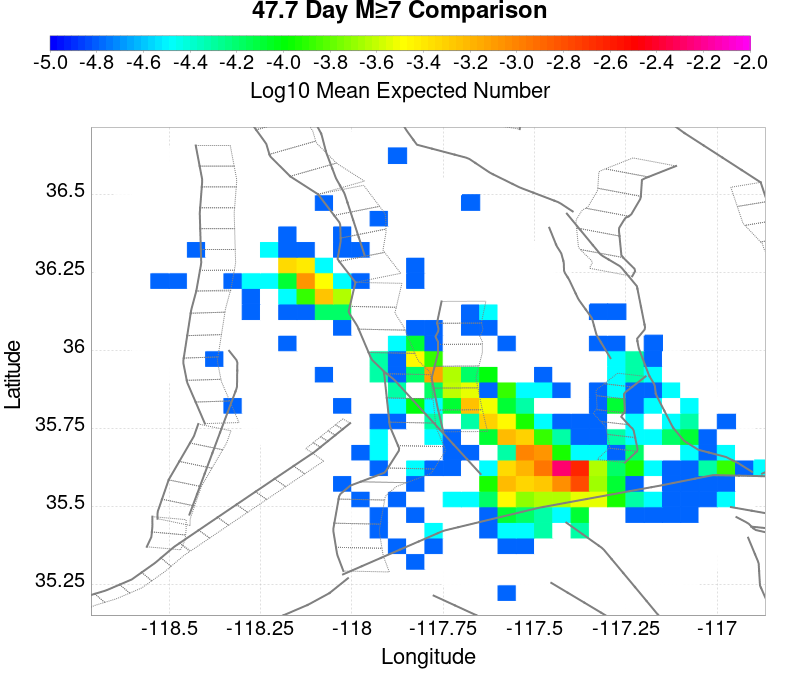 47.7 Day M≥7 Comparison
-5.0 -4.8 -4.6 -4.4 -4.2 -4.0 -3.8 -3.6 -3.4 -3.2 -3.0 -2.8 -2.6 -2.4 -2.2 -2.0
Log10 Mean Expected Number
36.5
36.25
36
35.75
35.5
35.25
Latitude
-118.5 -118.25 -118 -117.75 -117.5 -117.25 -117
Longitude